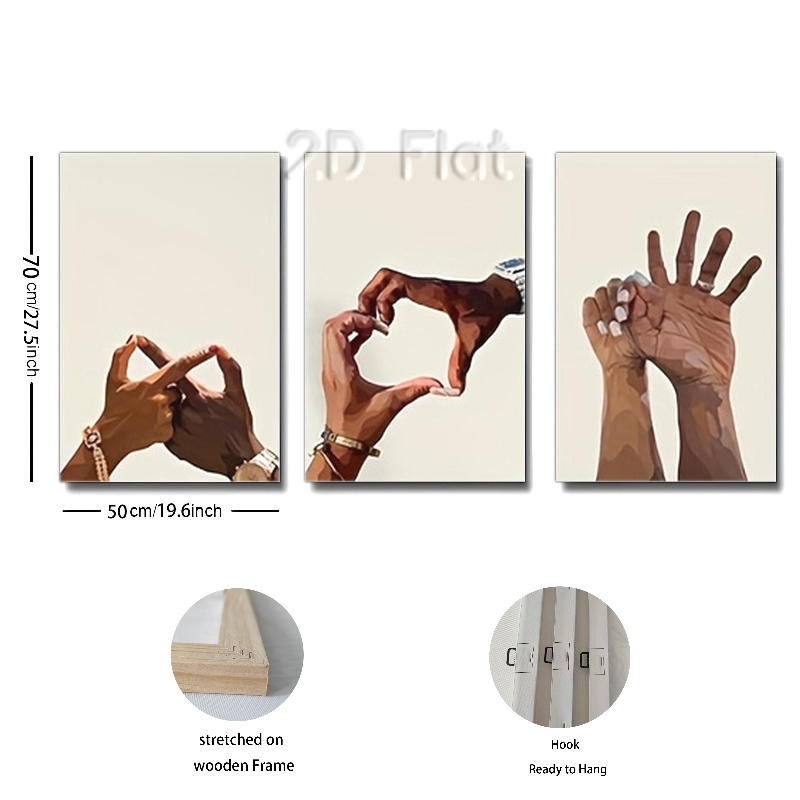 2D Flat
70 cm/27.5inch
50cm/19.6inch
stretched on
wooden Frame
Hook
Ready to Hang